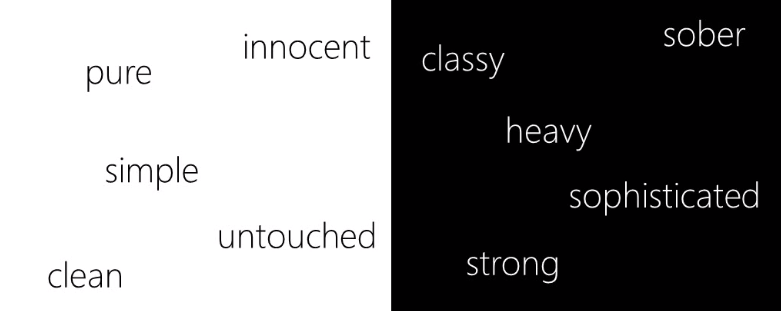 innocent
pure
simple
untouched
clean
sober
classy
heavy
sophisticated
strong